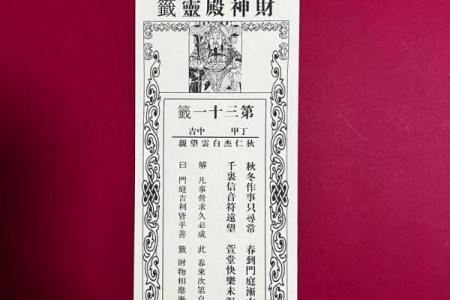 財神殿靈籤
第三十一籤
丁甲 中吉
狄仁杰白雲望親
秋冬作事只尋常 春到門庭漸
千裏信音符遠望 萱堂快樂未
解 凡事營求久必成 此 春來次第
曰 門庭吉利皆乎善 籤 財物相應